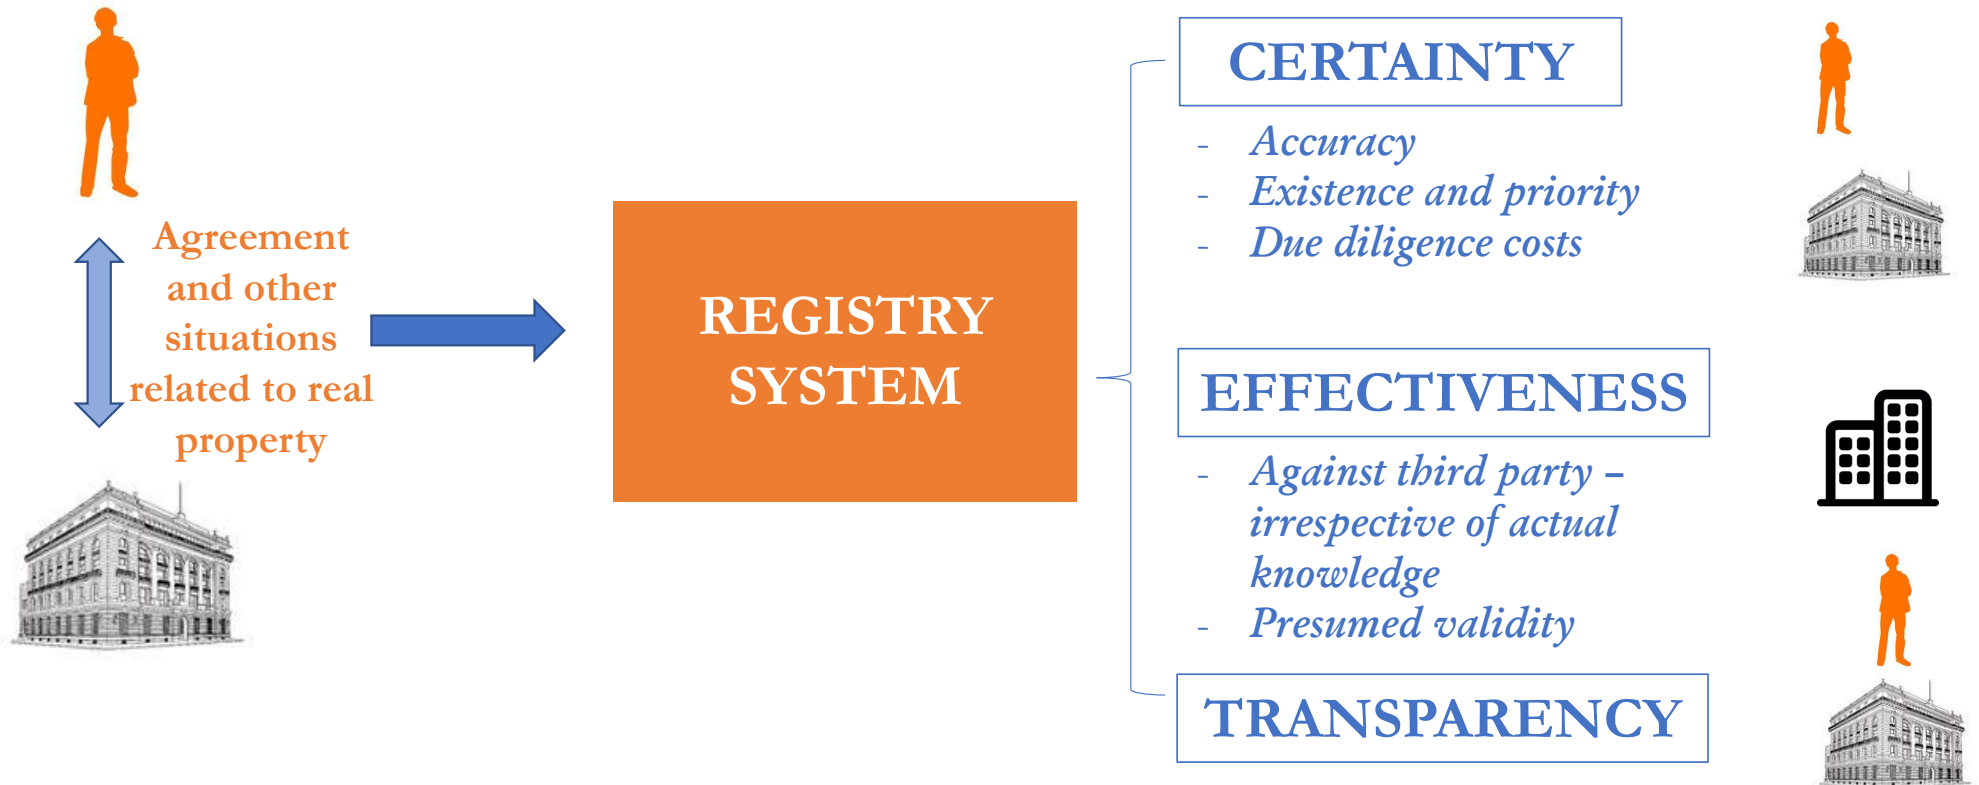 Agreement
and other
situations
related to real
property
REGISTRY
SYSTEM
CERTAINTY
- Accuracy
- Existence and priority
- Due diligence costs
EFFECTIVENESS
- Against third party –
irrespective of actual
knowledge
- Presumed validity
TRANSPARENCY